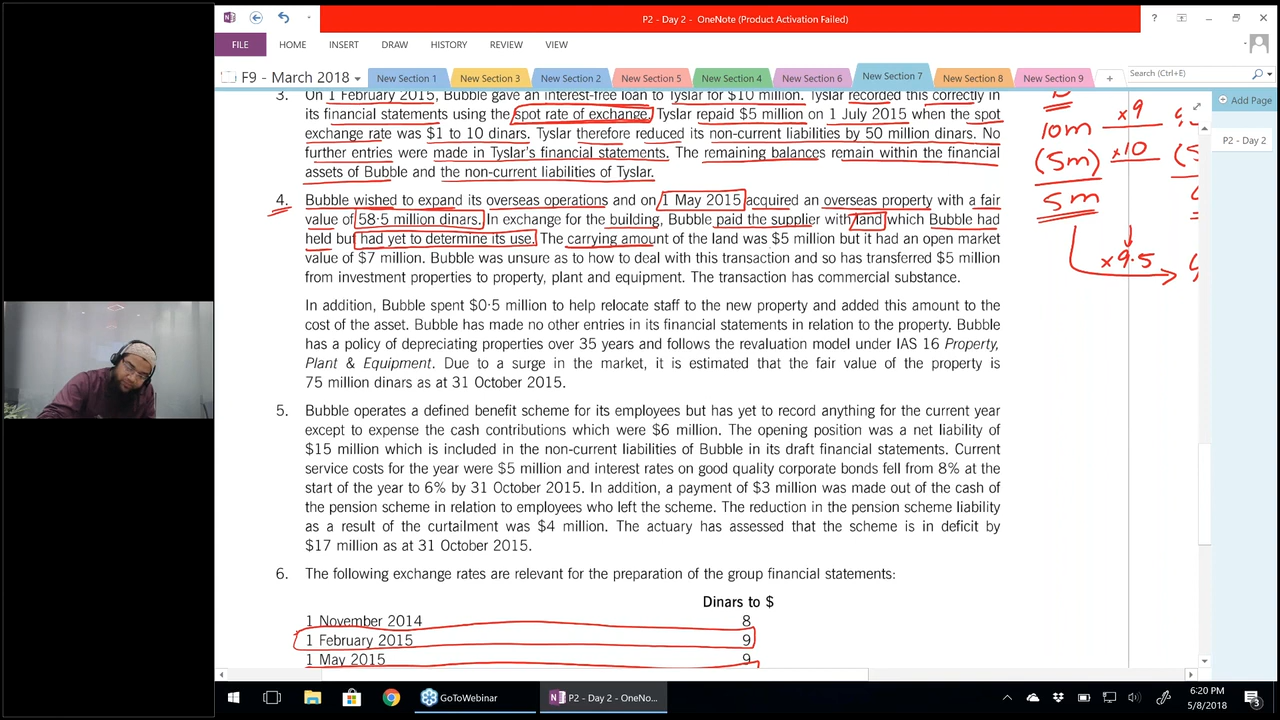 P2 - Day 2 - OneNote (Product Activation Failed)
FILE HOME INSERT DRAW HISTORY REVIEW VIEW
F9 - March 2018 New Section 1 New Section 3 New Section 2 New Section 5 New Section 4 New Section 6 New Section 7 New Section 8 New Section 9 Search (Ctrl+E)
Add Page
P2 - Day 2
3. On 1 February 2015, Bubble gave an interest-free loan to Tyslar for $10 million. Tyslar recorded this correctly in
its financial statements using the spot rate of exchange. Tyslar repaid $5 million on 1 July 2015 when the spot
exchange rate was $1 to 10 dinars. Tyslar therefore reduced its non-current liabilities by 50 million dinars. No
further entries were made in Tyslar's financial statements. The remaining balances remain within the financial
assets of Bubble and the non-current liabilities of Tyslar.
4. Bubble wished to expand its overseas operations and on 1 May 2015 acquired an overseas property with a fair
value of 58·5 million dinars. In exchange for the building, Bubble paid the supplier with land which Bubble had
held but had yet to determine its use. The carrying amount of the land was $5 million but it had an open market
value of $7 million. Bubble was unsure as to how to deal with this transaction and so has transferred $5 million
from investment properties to property, plant and equipment. The transaction has commercial substance.
In addition, Bubble spent $0·5 million to help relocate staff to the new property and added this amount to the
cost of the asset. Bubble has made no other entries in its financial statements in relation to the property. Bubble
has a policy of depreciating properties over 35 years and follows the revaluation model under IAS 16 Property,
Plant & Equipment. Due to a surge in the market, it is estimated that the fair value of the property is
75 million dinars as at 31 October 2015.
5. Bubble operates a defined benefit scheme for its employees but has yet to record anything for the current year
except to expense the cash contributions which were $6 million. The opening position was a net liability of
$15 million which is included in the non-current liabilities of Bubble in its draft financial statements. Current
service costs for the year were $5 million and interest rates on good quality corporate bonds fell from 8% at the
start of the year to 6% by 31 October 2015. In addition, a payment of $3 million was made out of the cash of
the pension scheme in relation to employees who left the scheme. The reduction in the pension scheme liability
as a result of the curtailment was $4 million. The actuary has assessed that the scheme is in deficit by
$17 million as at 31 October 2015.
6. The following exchange rates are relevant for the preparation of the group financial statements:
Dinars to $
1 November 2014 8
1 February 2015 9
1 May 2015 9
10m ×9
(5m) ×10
5m
×9.5
GoToWebinar P2 - Day 2 - OneNo...
6:20 PM
5/8/2018